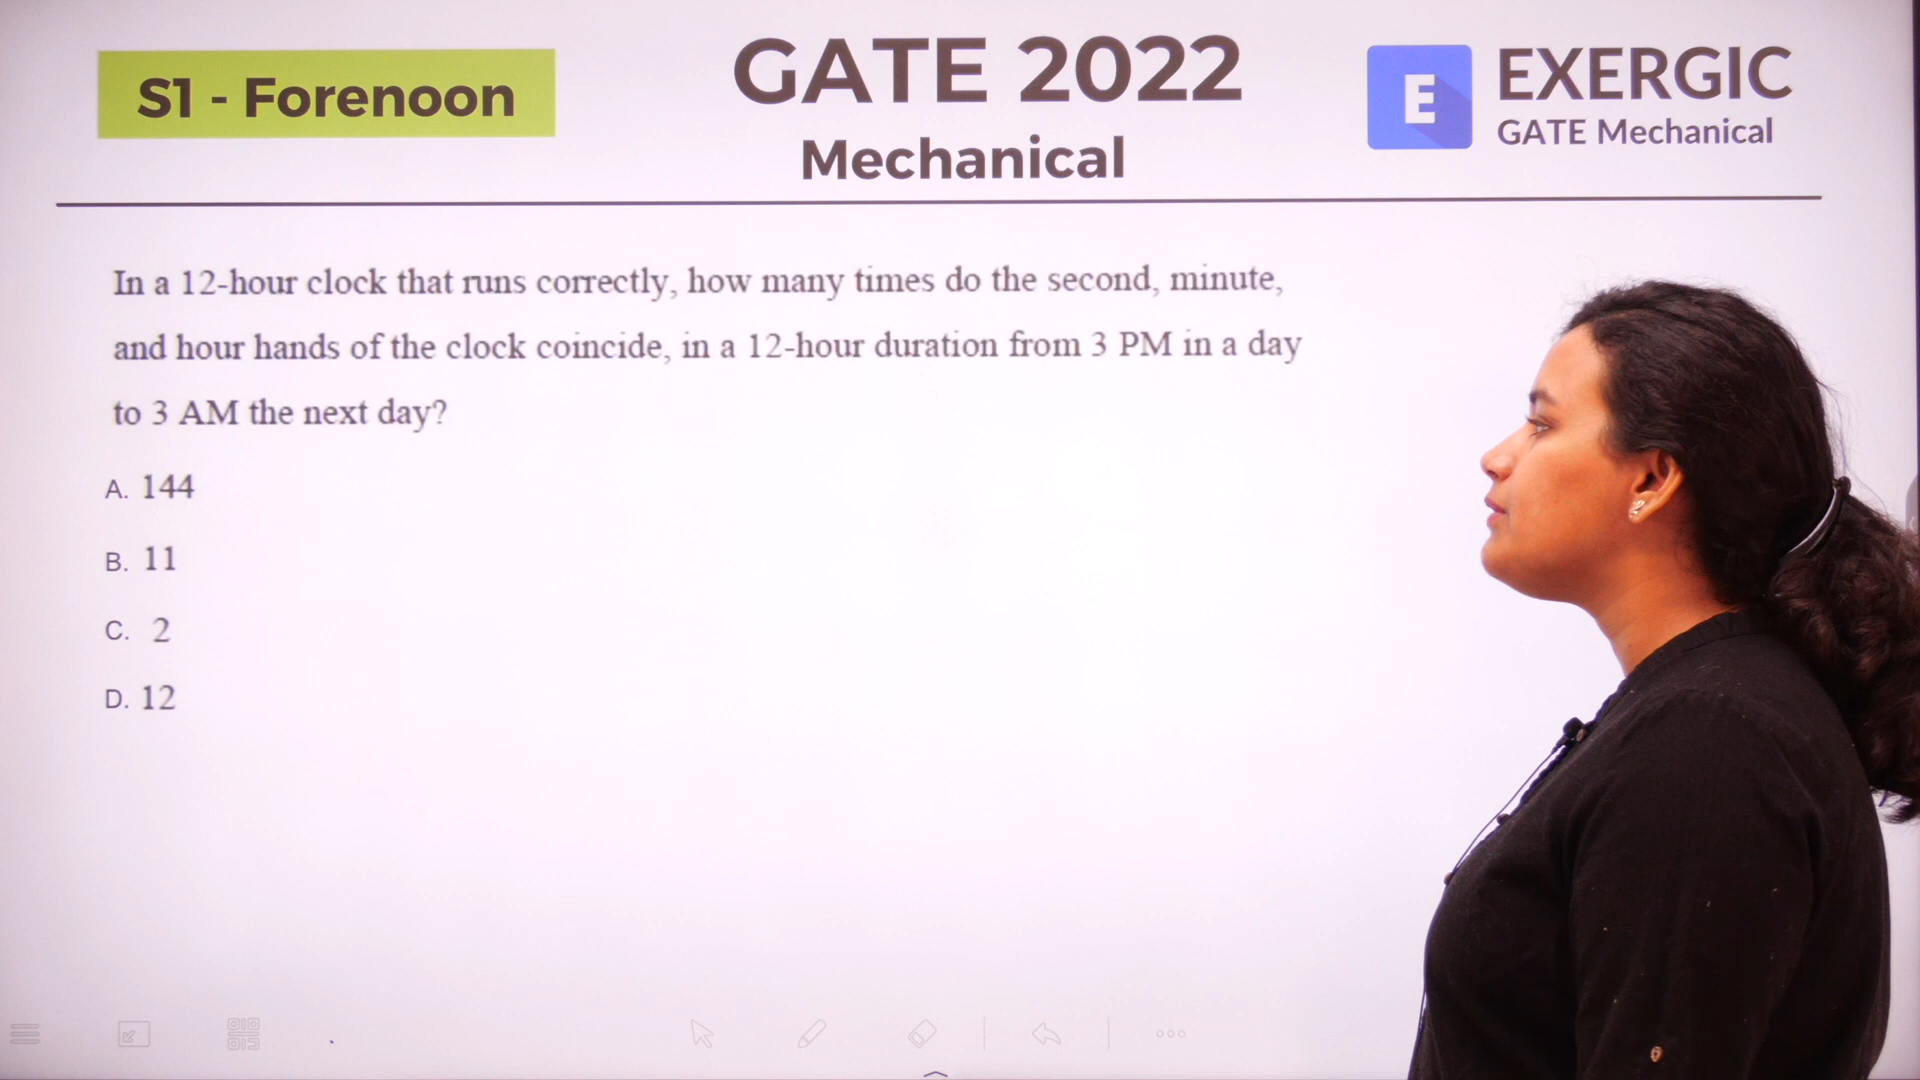 S1 - Forenoon
GATE 2022
Mechanical
E
EXERGIC
GATE Mechanical
In a 12-hour clock that runs correctly, how many times do the second, minute,
and hour hands of the clock coincide, in a 12-hour duration from 3 PM in a day
to 3 AM the next day?
A. 144
B. 11
C. 2
D. 12